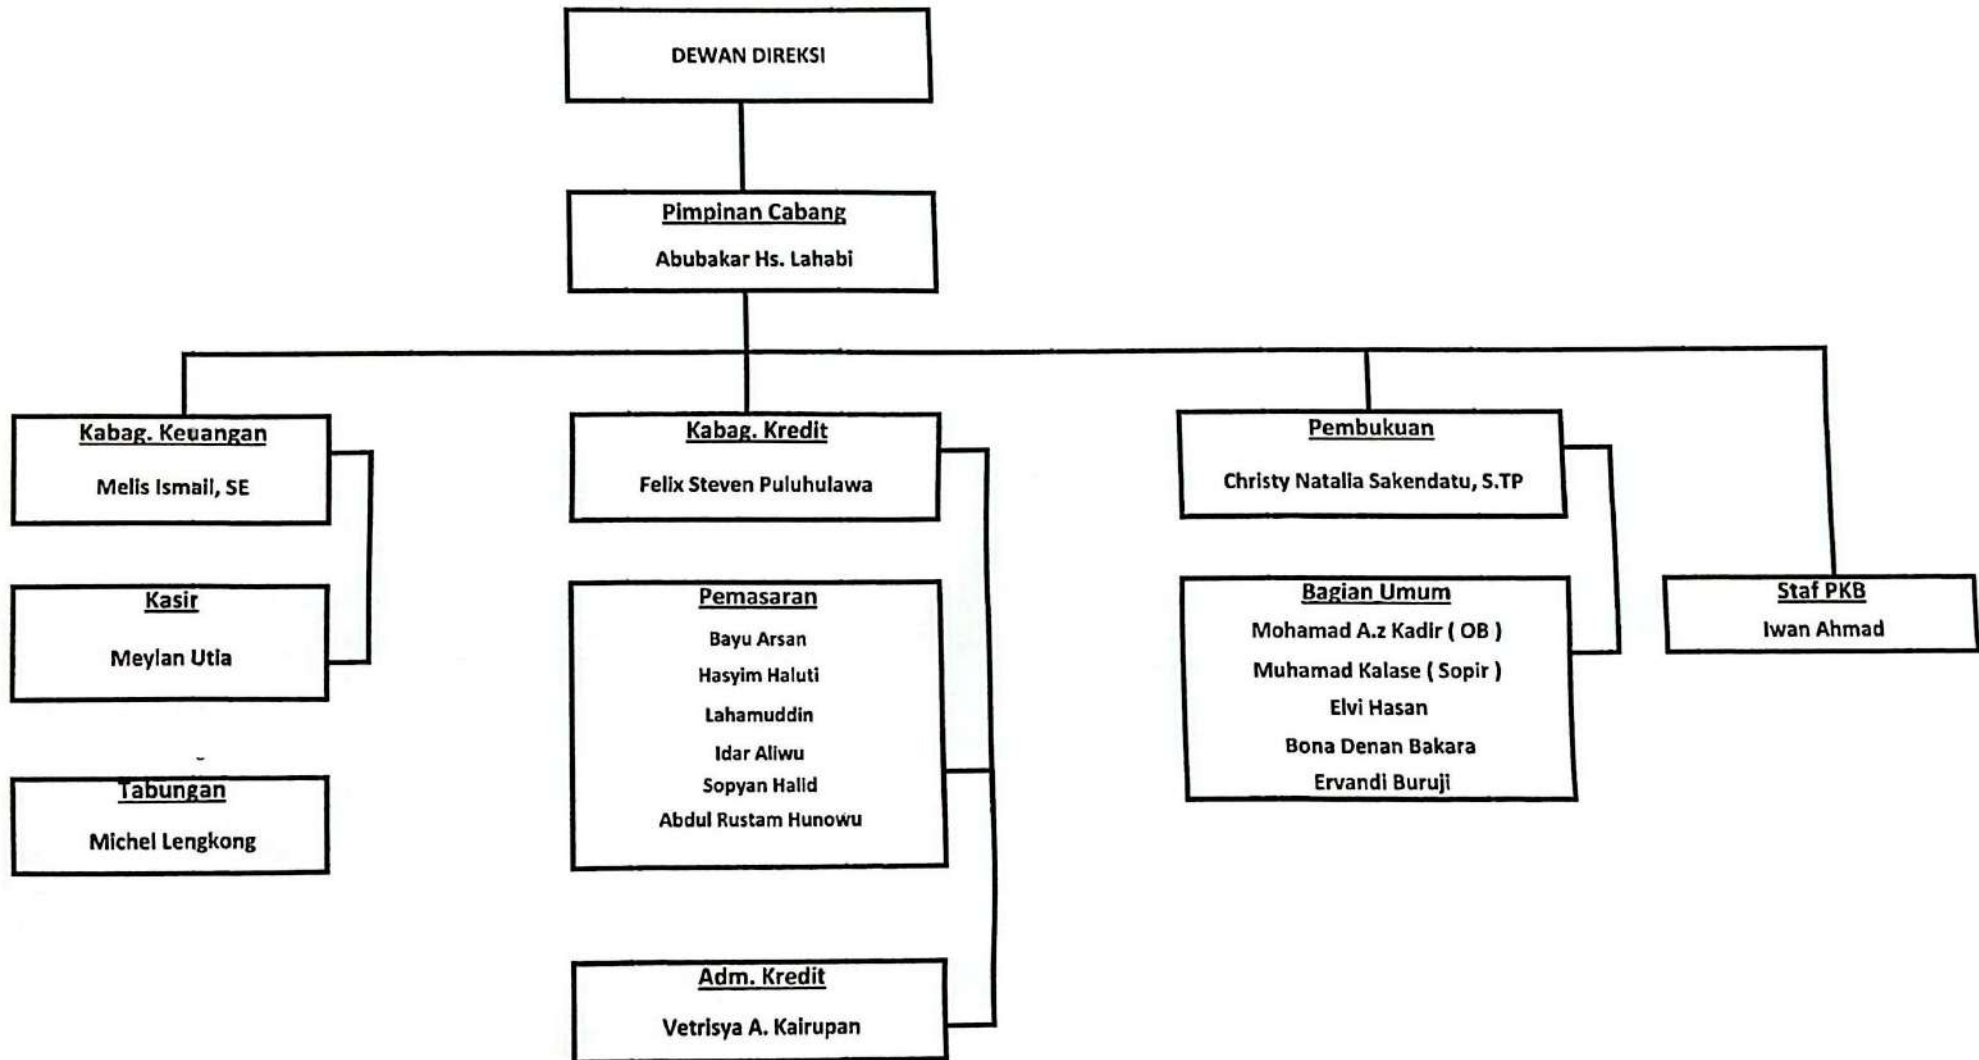 DEWAN DIREKSI
Pimpinan Cabang
Abubakar Hs. Lahabi
Kabag. Keuangan
Melis Ismail, SE
Kasir
Meylan Utia
Tabungan
Michel Lengkong
Kabag. Kredit
Felix Steven Puluhulawa
Pemasaran
Bayu Arsan
Hasyim Haluti
Lahamuddin
Idar Aliwu
Sopyan Halid
Abdul Rustam Hunowu
Adm. Kredit
Vetrisya A. Kairupan
Pembukuan
Christy Natalia Sakendatu, S.TP
Bagian Umum
Mohamad A.z Kadir ( OB )
Muhamad Kalase ( Sopir )
Elvi Hasan
Bona Denan Bakara
Ervandi Buruji
Staf PKB
Iwan Ahmad